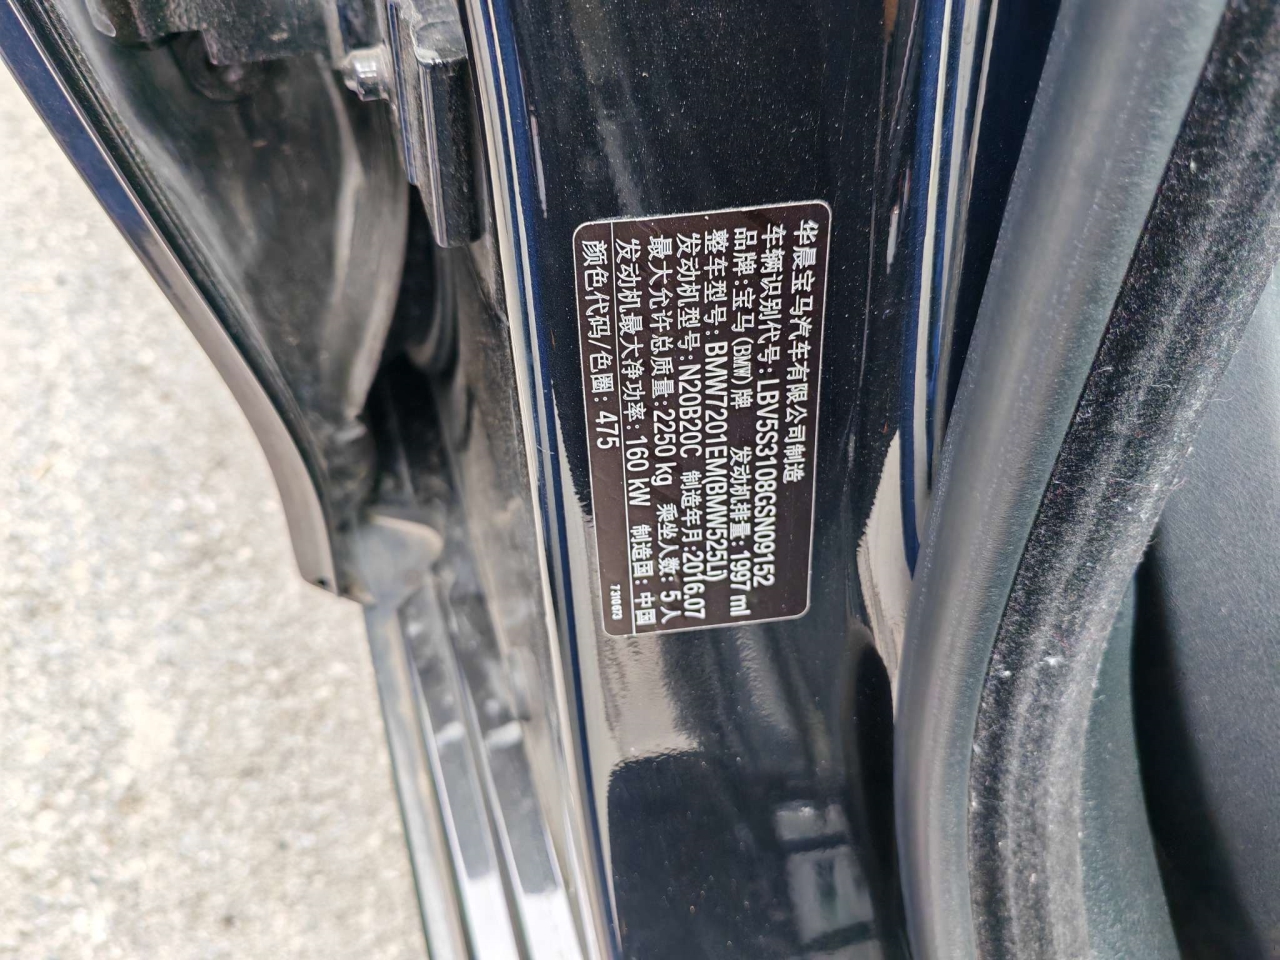 华晨宝马汽车有限公司制造
车辆识别代号：LBV5S3108GSN09152
品牌：宝马(BMW)牌 发动机排量：1997 ml
整车型号：BMW7201EM(BMW525Li)
发动机型号：N20B20C 制造年月：2016.07
最大允许总质量：2250 kg 乘坐人数：5人
发动机最大净功率：160 kW 制造国：中国
颜色代码/色圈：475
7 310 673